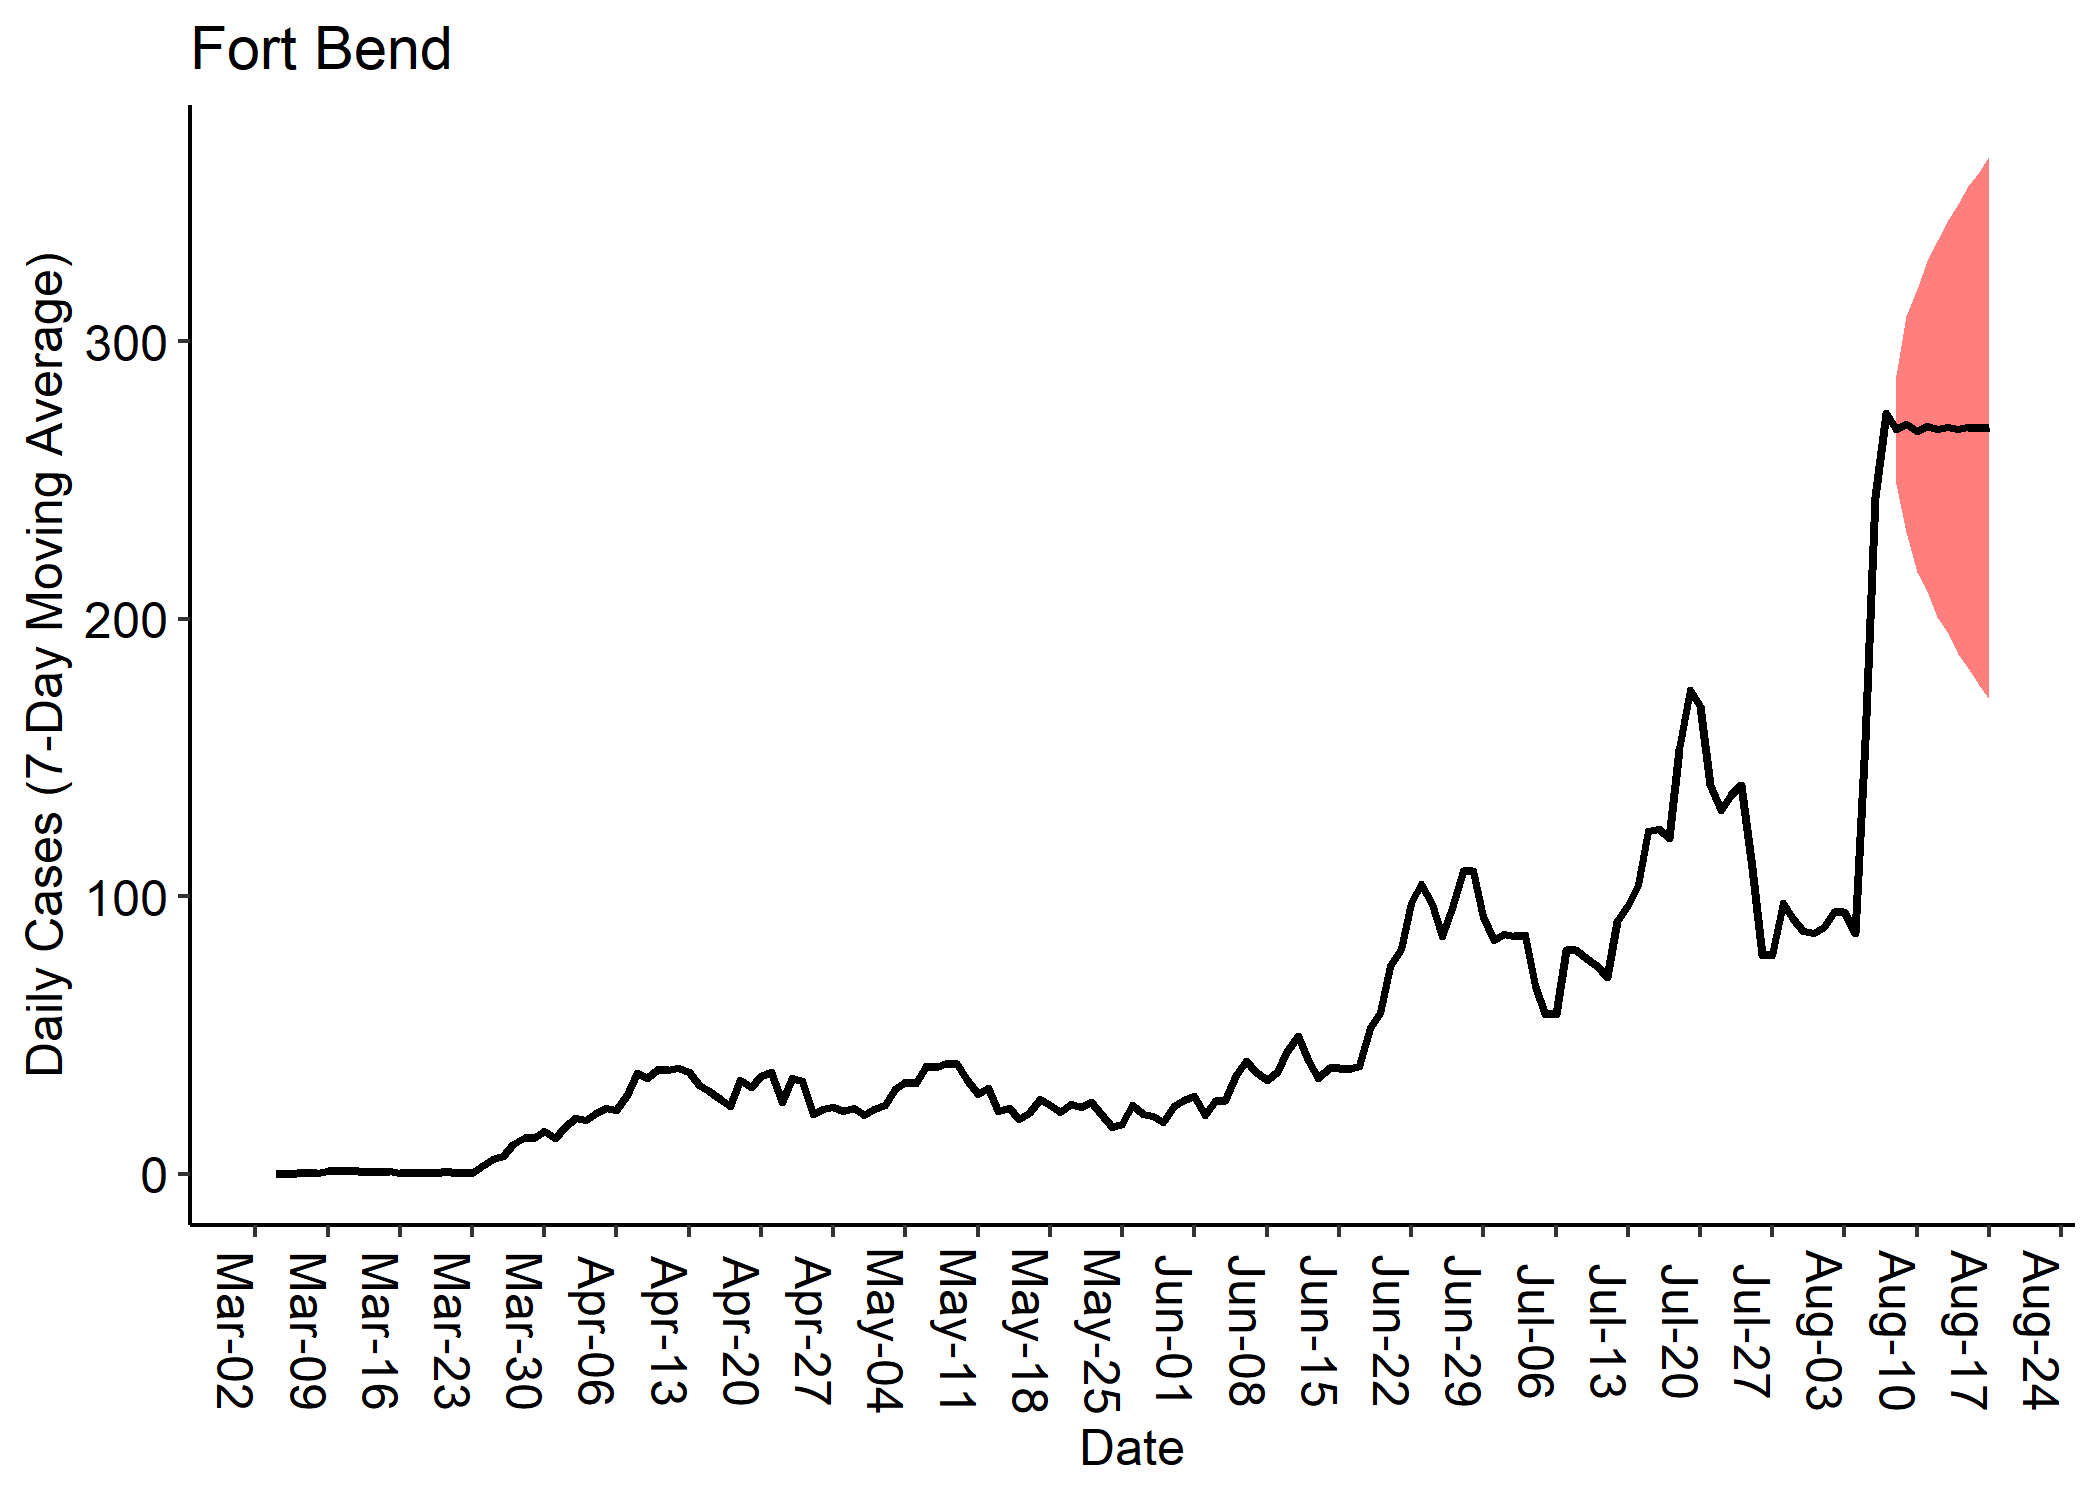 Fort Bend
Daily Cases (7-Day Moving Average)
300
200
100
0
Mar-02
Mar-09
Mar-16
Mar-23
Mar-30
Apr-06
Apr-13
Apr-20
Apr-27
May-04
May-11
May-18
May-25
Jun-01
Jun-08
Jun-15
Jun-22
Jun-29
Jul-06
Jul-13
Jul-20
Jul-27
Aug-03
Aug-10
Aug-17
Aug-24
Date